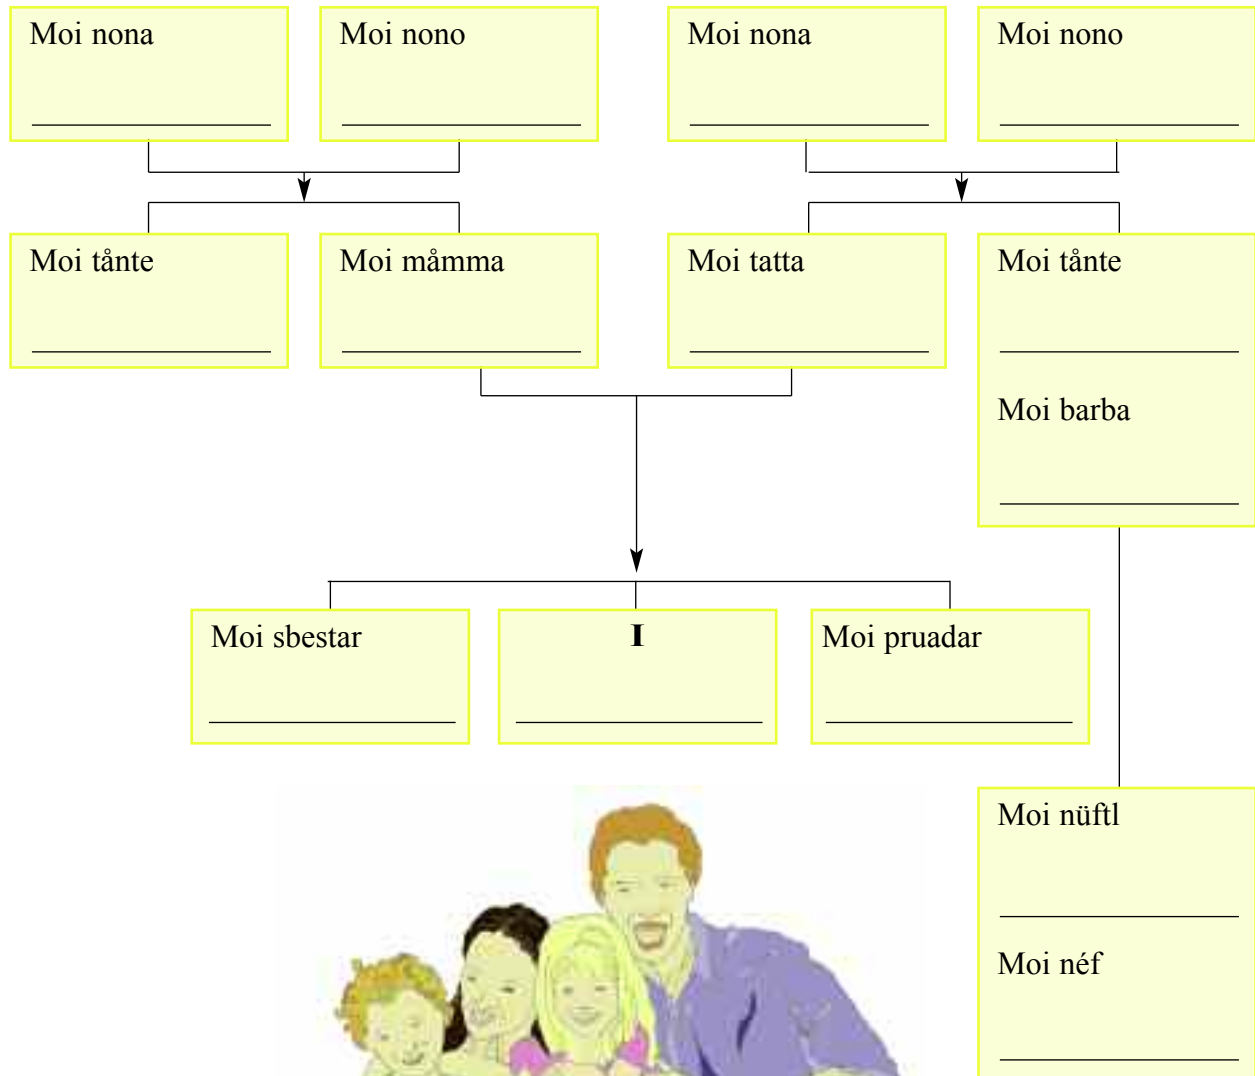 Moi nona
Moi nono
Moi nona
Moi nono
Moi tånte
Moi måmma
Moi tatta
Moi tånte
Moi barba
Moi sbestar
I
Moi pruadar
Moi nüftl
Moi néf